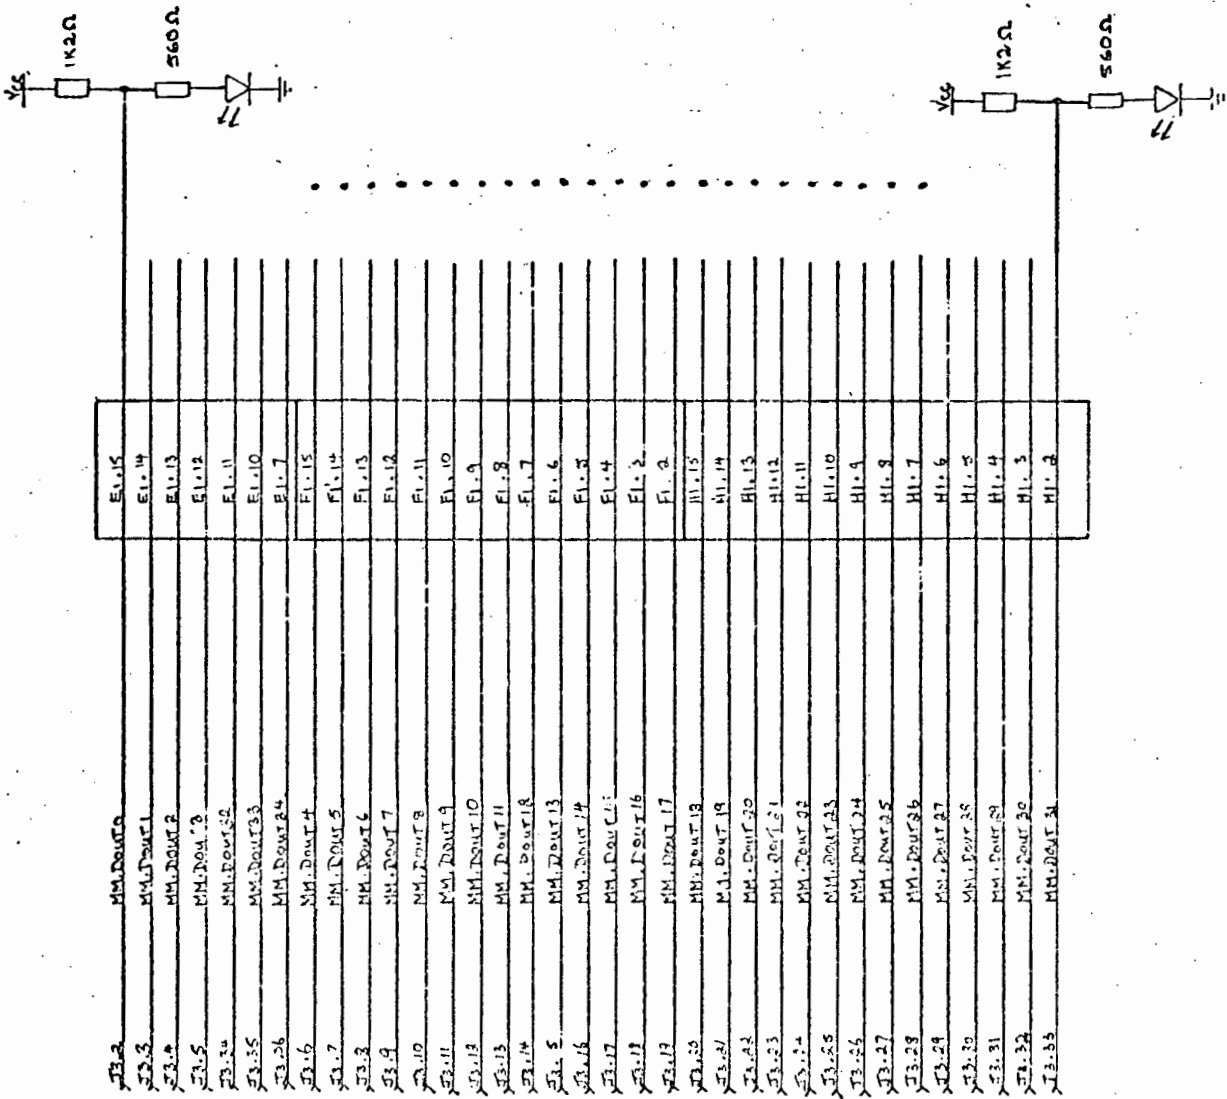 Vcc 1K2Ω 560Ω
Vcc 1K2Ω 560Ω
J3.2 MM.DOUT0 E1.15
J3.3 MM.DOUT1 E1.14
J3.4 MM.DOUT2 E1.13
J3.5 E1.12
J3.34 E1.11
J3.35 MM.DOUT33 E1.10
J3.36 MM.DOUT34 E1.7
J3.6 MM.DOUT4 F1.15
J3.7 MM.DOUT5 F1.14
J3.8 MM.DOUT6 F1.13
J3.9 MM.DOUT7 F1.12
J3.10 MM.DOUT8 F1.11
J3.11 MM.DOUT9 F1.10
J3.12 MM.DOUT10 F1.9
J3.13 MM.DOUT11 F1.8
J3.14 MM.DOUT12 F1.7
MM.DOUT13 F1.6
J3.16 MM.DOUT14 F1.5
J3.17 F1.4
J3.18 MM.DOUT16 F1.3
J3.19 MM.DOUT17 F1.2
J3.20 MM.DOUT18 H1.15
J3.21 MM.DOUT19 H1.14
J3.22 MM.DOUT20 H1.13
J3.23 MM.DOUT21 H1.12
J3.24 MM.DOUT22 H1.11
J3.25 MM.DOUT23 H1.10
J3.26 MM.DOUT24 H1.9
J3.27 MM.DOUT25 H1.8
J3.28 MM.DOUT26 H1.7
J3.29 MM.DOUT27 H1.6
J3.30 MM.DOUT28 H1.5
J3.31 MM.DOUT29 H1.4
J3.32 MM.DOUT30 H1.3
J3.33 MM.DOUT31 H1.2